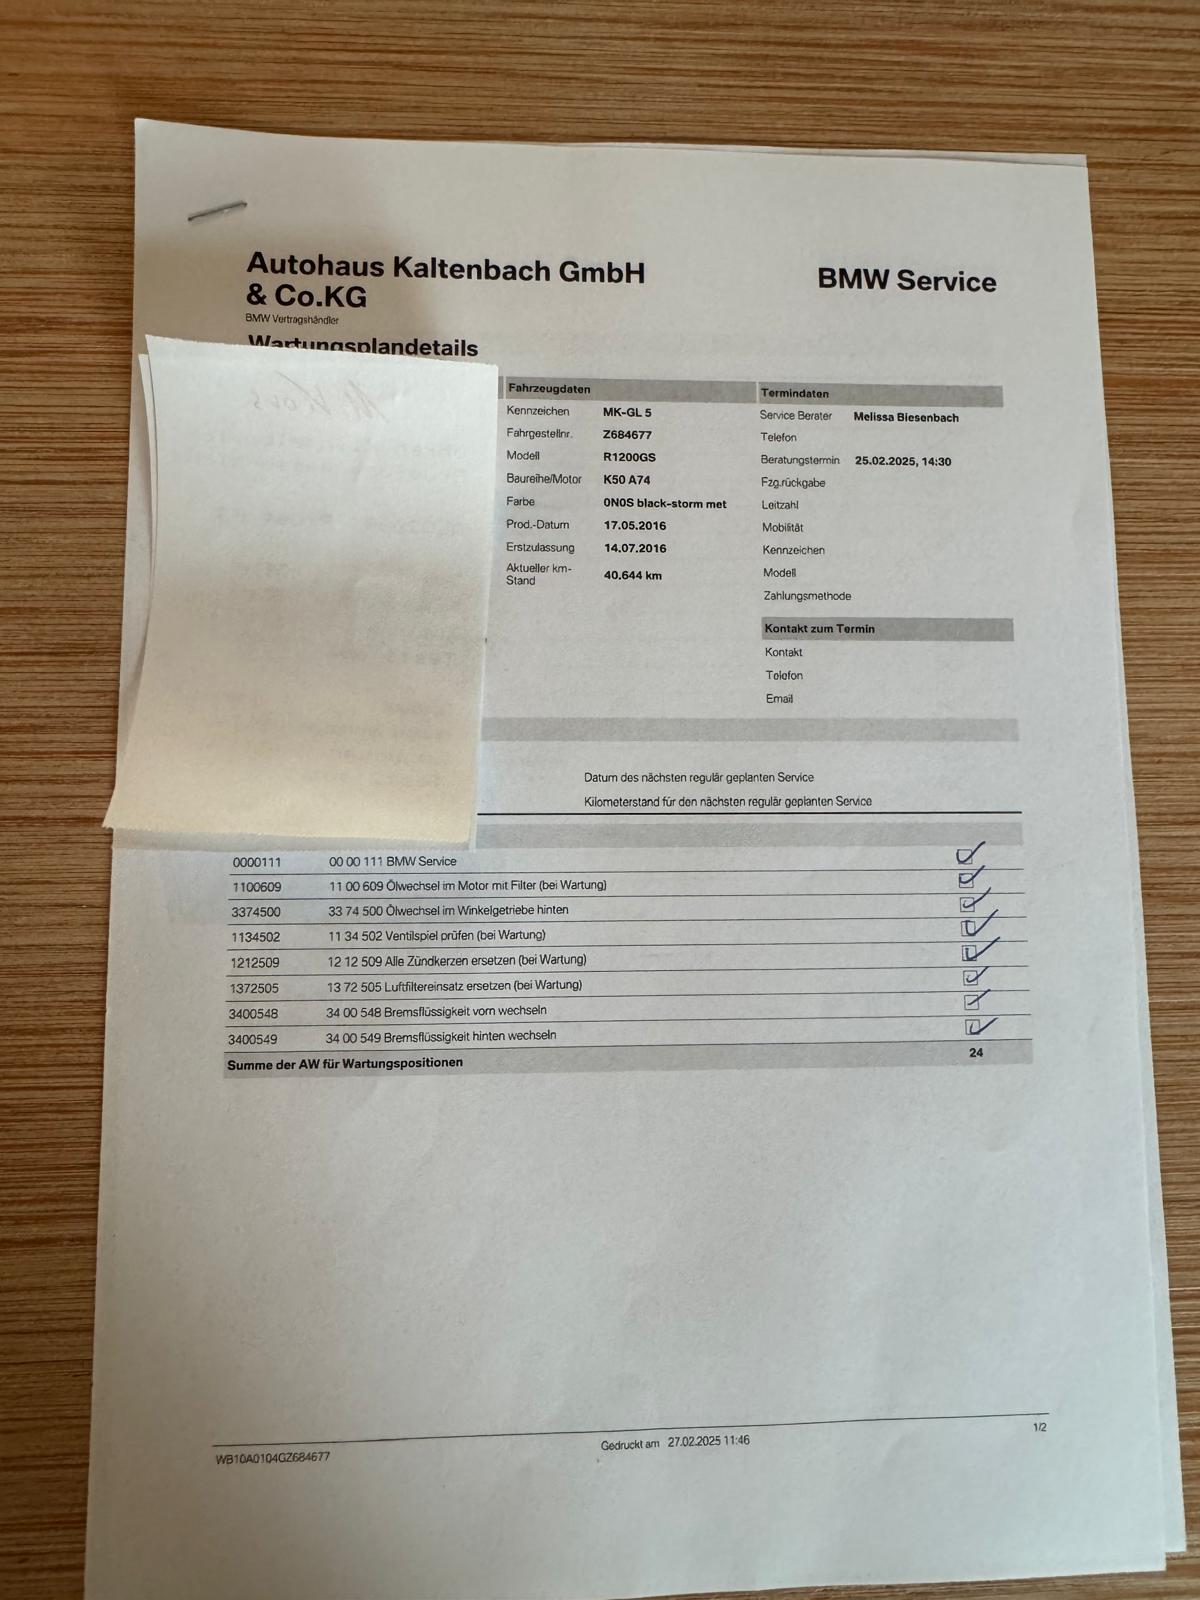 Autohaus Kaltenbach GmbH
& Co.KG
BMW Vertragshändler
BMW Service
Wartungsplandetails
Fahrzeugdaten
Kennzeichen MK-GL 5
Fahrgestellnr. Z684677
Modell R1200GS
Baureihe/Motor K50 A74
Farbe 0N0S black-storm met
Prod.-Datum 17.05.2016
Erstzulassung 14.07.2016
Aktueller km-
Stand 40.644 km
Termindaten
Service Berater Melissa Biesenbach
Telefon
Beratungstermin 25.02.2025, 14:30
Fzg.rückgabe
Leitzahl
Mobilität
Kennzeichen
Modell
Zahlungsmethode
Kontakt zum Termin
Kontakt
Telefon
Email
Datum des nächsten regulär geplanten Service
Kilometerstand für den nächsten regulär geplanten Service
0000111 00 00 111 BMW Service
1100609 11 00 609 Ölwechsel im Motor mit Filter (bei Wartung)
3374500 33 74 500 Ölwechsel im Winkelgetriebe hinten
1134502 11 34 502 Ventilspiel prüfen (bei Wartung)
1212509 12 12 509 Alle Zündkerzen ersetzen (bei Wartung)
1372505 13 72 505 Luftfiltereinsatz ersetzen (bei Wartung)
3400548 34 00 548 Bremsflüssigkeit vorn wechseln
3400549 34 00 549 Bremsflüssigkeit hinten wechseln
Summe der AW für Wartungspositionen 24
WB10A0104GZ684677
Gedruckt am 27.02.2025 11:46
1/2